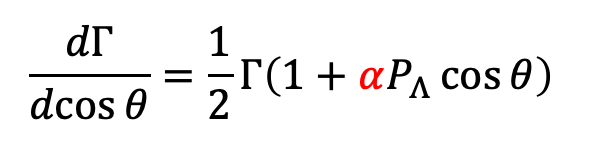 dΓ/dcos θ = 1/2 Γ(1 + αP_Λ cos θ)